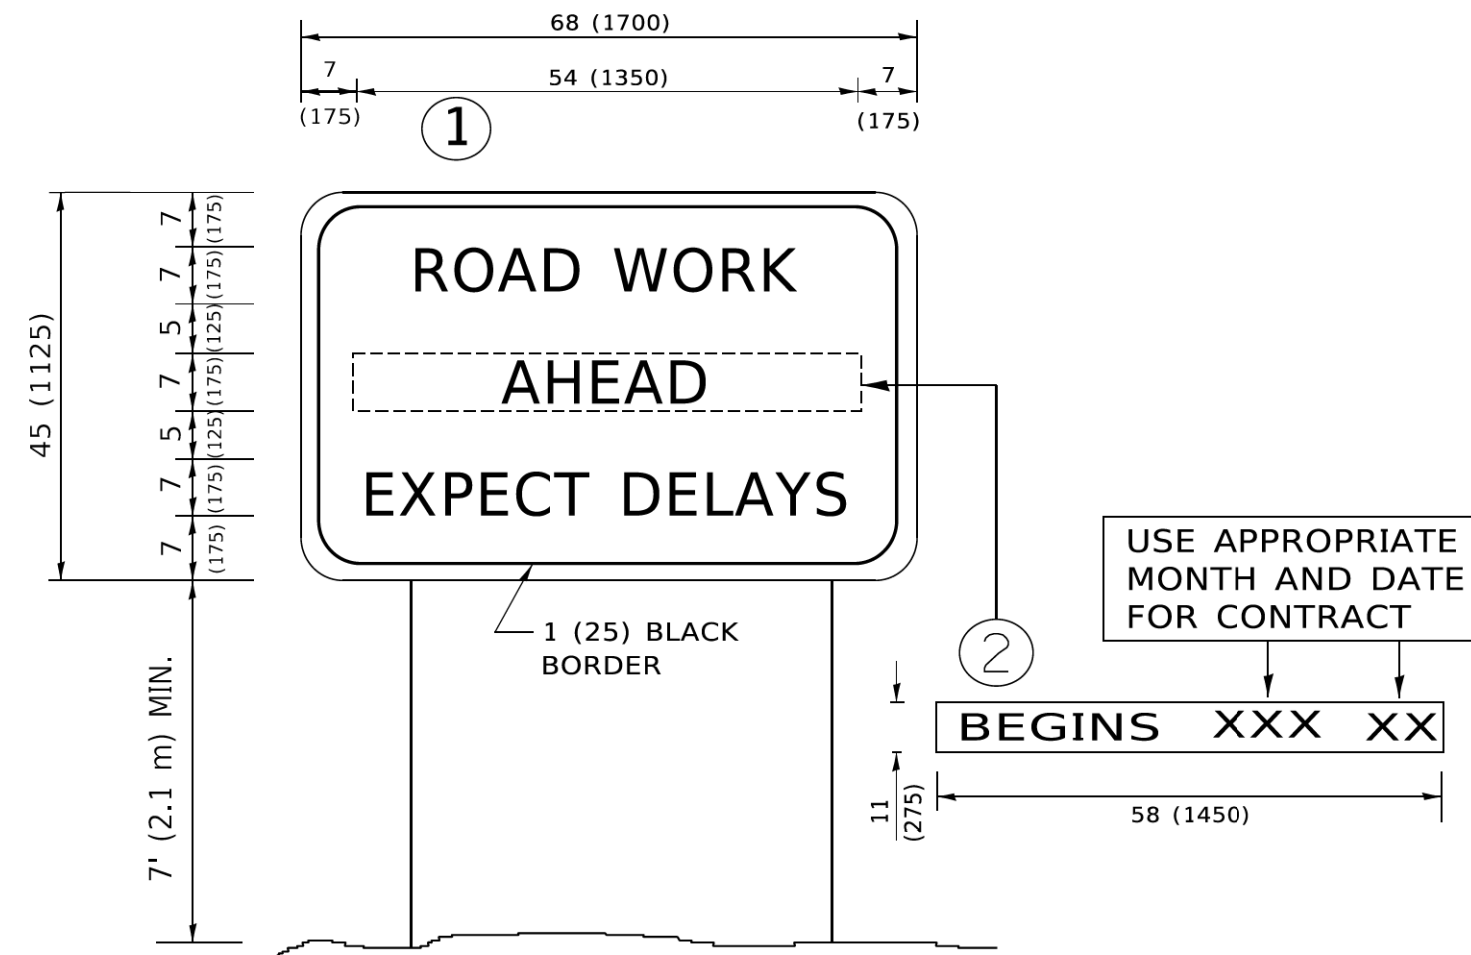 68 (1700)
7 54 (1350) 7
(175) (175)
1
7 (175)
7 (175)
5 (125)
7 (175)
5 (125)
7 (175)
7 (175)
45 (1125)
ROAD WORK
AHEAD
EXPECT DELAYS
1 (25) BLACK
BORDER
7' (2.1 m) MIN.
USE APPROPRIATE
MONTH AND DATE
FOR CONTRACT
2
BEGINS XXX XX
11
(275)
58 (1450)